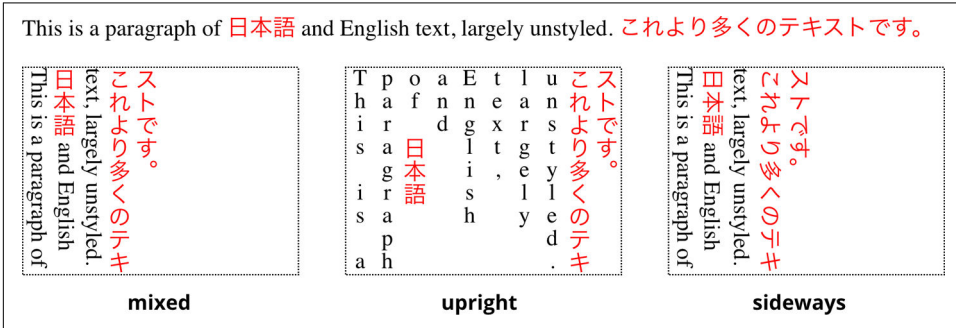 This is a paragraph of 日本語 and English text, largely unstyled. これより多くのテキストです。
This is a paragraph of
日本語 and English
text, largely unstyled.
これより多くのテキ
ストです。
mixed
This is a
paragraph
of 日本語
and
English
text,
largely
unstyled.
これより多くのテキ
ストです。
upright
This is a paragraph of
日本語 and English
text, largely unstyled.
これより多くのテキ
ストです。
sideways